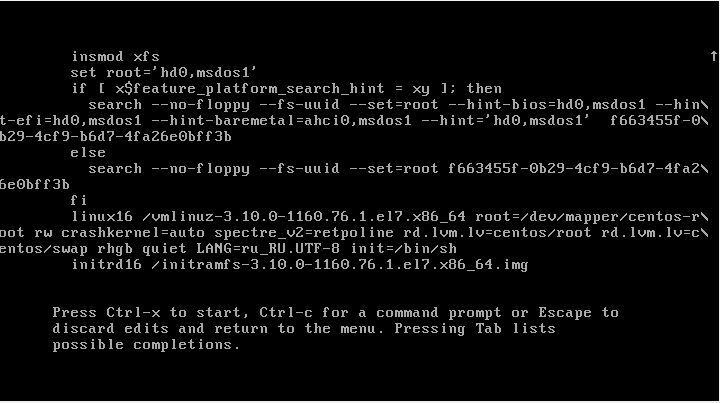 insmod xfs
↑
set root='hd0,msdos1'
if [ x$feature_platform_search_hint = xy ]; then
search --no-floppy --fs-uuid --set=root --hint-bios=hd0,msdos1 --hin\
t-efi=hd0,msdos1 --hint-baremetal=ahci0,msdos1 --hint='hd0,msdos1'  f663455f-0\
b29-4cf9-b6d7-4fa26e0bff3b
else
search --no-floppy --fs-uuid --set=root f663455f-0b29-4cf9-b6d7-4fa2\
6e0bff3b
fi
linux16 /vmlinuz-3.10.0-1160.76.1.el7.x86_64 root=/dev/mapper/centos-r\
oot rw crashkernel=auto spectre_v2=retpoline rd.lvm.lv=centos/root rd.lvm.lv=c\
entos/swap rhgb quiet LANG=ru_RU.UTF-8 init=/bin/sh
initrd16 /initramfs-3.10.0-1160.76.1.el7.x86_64.img
Press Ctrl-x to start, Ctrl-c for a command prompt or Escape to
discard edits and return to the menu. Pressing Tab lists
possible completions.